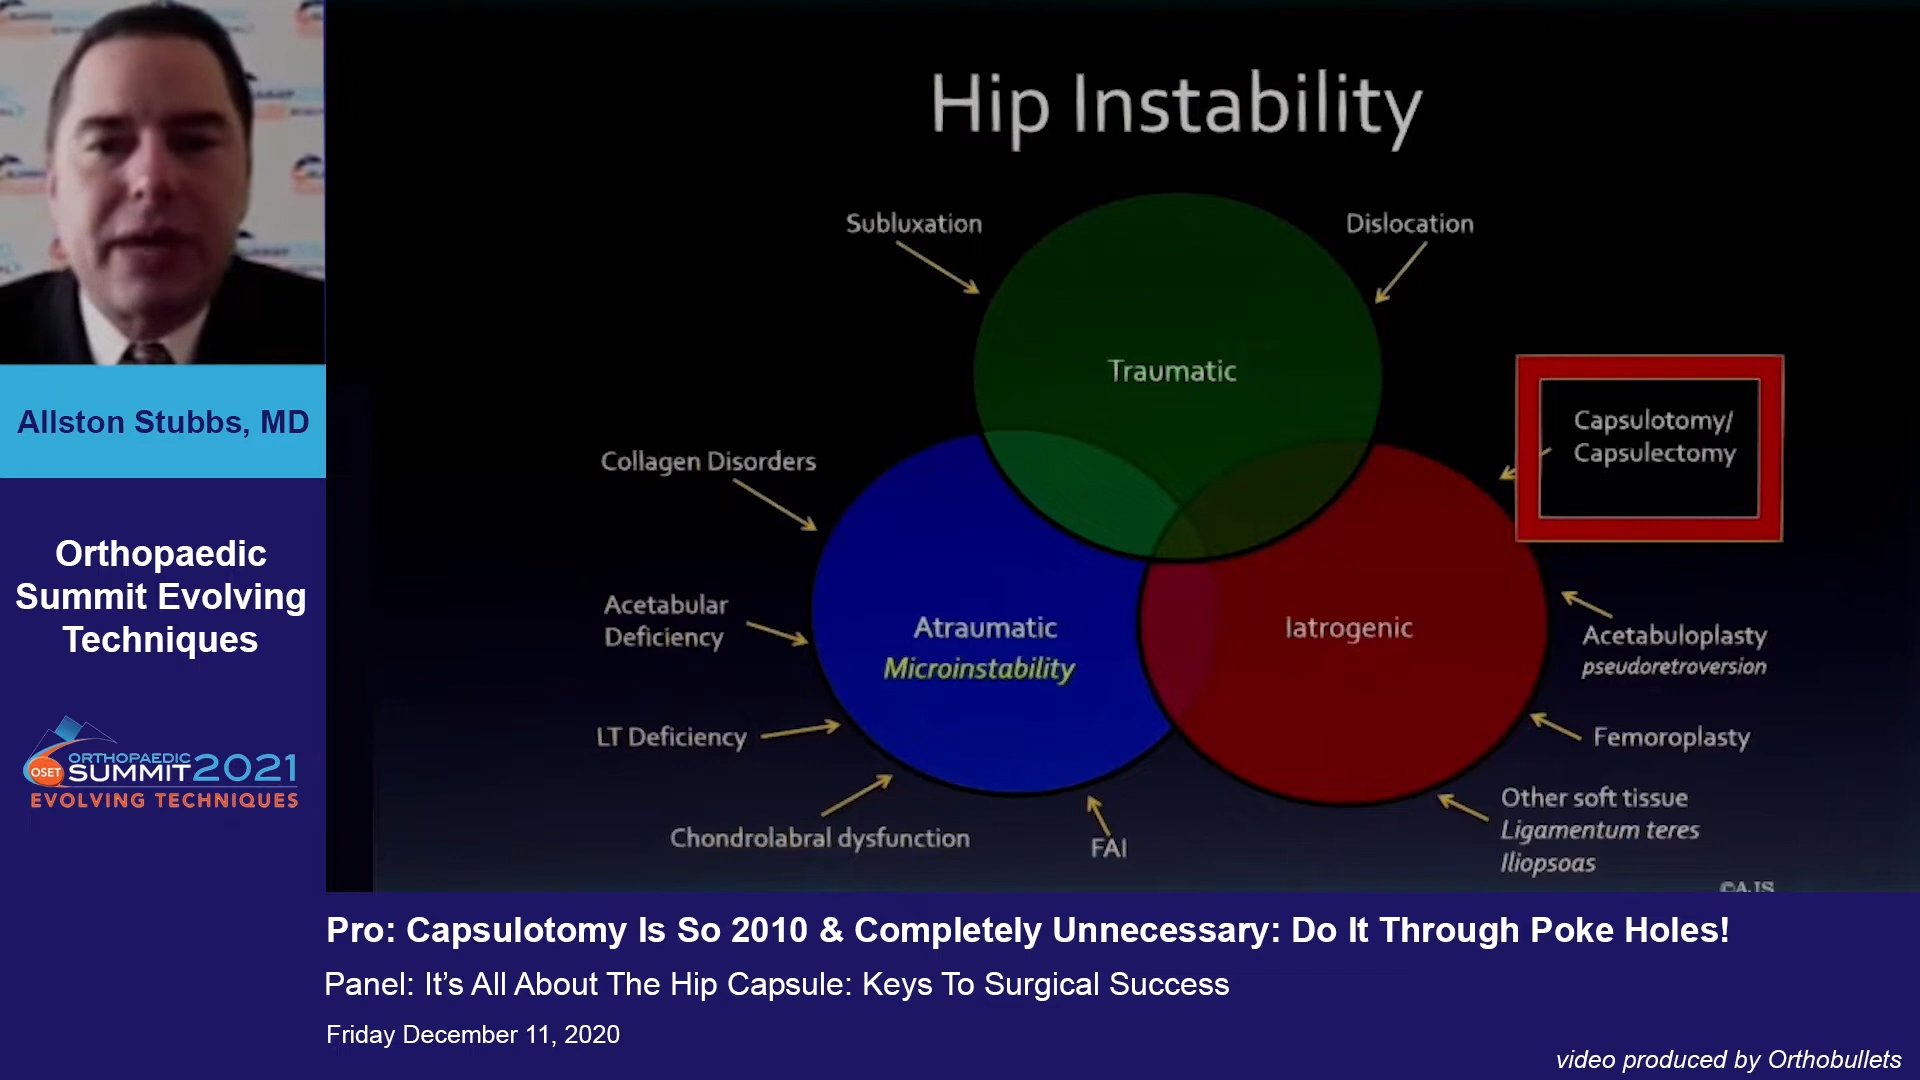 Hip Instability
Subluxation
Dislocation
Traumatic
Capsulotomy/
Capsulectomy
Collagen Disorders
Acetabular
Deficiency
Atraumatic
Microinstability
Iatrogenic
Acetabuloplasty
pseudoretroversion
LT Deficiency
Femoroplasty
Chondrolabral dysfunction
FAI
Other soft tissue
Ligamentum teres
Iliopsoas
©AJS
Allston Stubbs, MD
Orthopaedic
Summit Evolving
Techniques
OSET
ORTHOPAEDIC
SUMMIT 2021
EVOLVING TECHNIQUES
Pro: Capsulotomy Is So 2010 & Completely Unnecessary: Do It Through Poke Holes!
Panel: It’s All About The Hip Capsule: Keys To Surgical Success
Friday December 11, 2020
video produced by Orthobullets